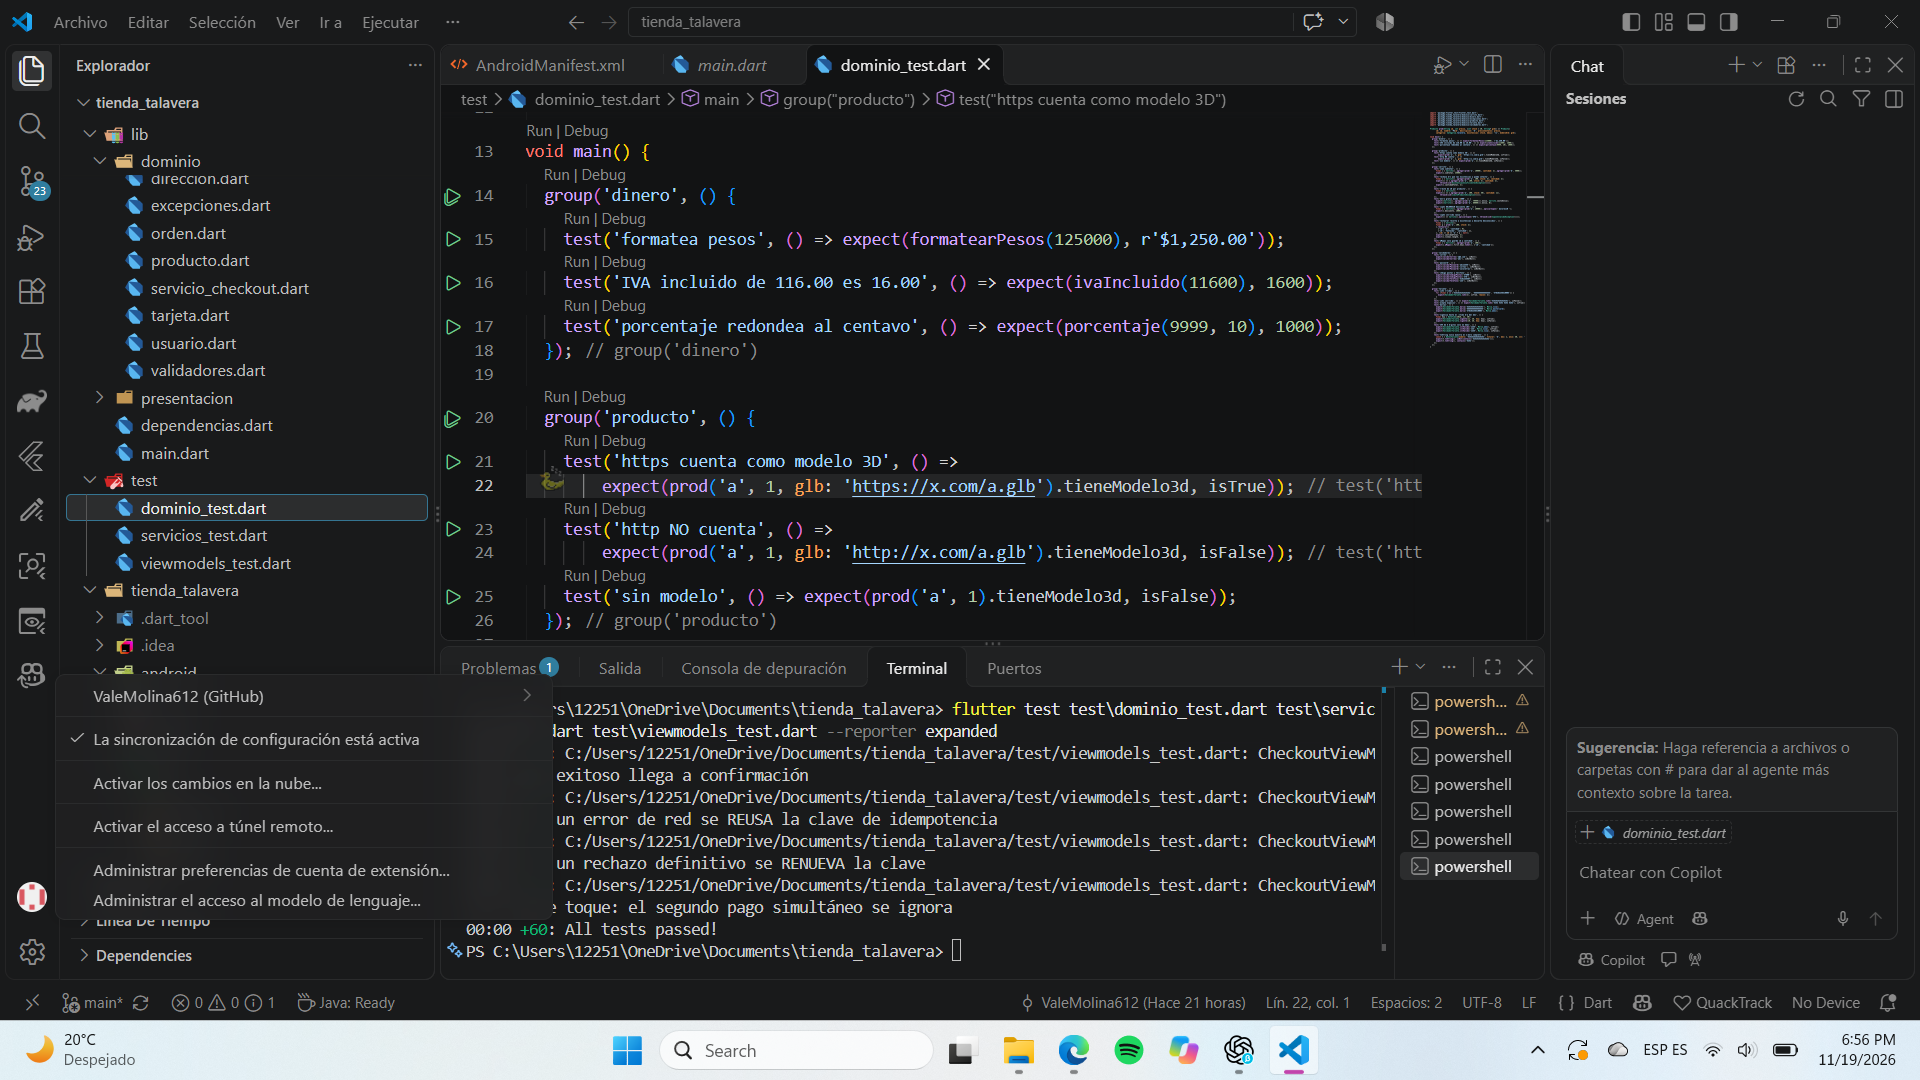 Archivo Editar Selección Ver Ir a Ejecutar ···
tienda_talavera
Explorador
tienda_talavera
lib
dominio
direccion.dart
excepciones.dart
orden.dart
producto.dart
servicio_checkout.dart
tarjeta.dart
usuario.dart
validadores.dart
presentacion
dependencias.dart
main.dart
test
dominio_test.dart
servicios_test.dart
viewmodels_test.dart
tienda_talavera
.dart_tool
.idea
android
23
ValeMolina612 (GitHub)
La sincronización de configuración está activa
Activar los cambios en la nube...
Activar el acceso a túnel remoto...
Administrar preferencias de cuenta de extensión...
Administrar el acceso al modelo de lenguaje...
Línea De Tiempo
Dependencies
AndroidManifest.xml
main.dart
dominio_test.dart
test > dominio_test.dart > main > group("producto") > test("https cuenta como modelo 3D")
Run | Debug
13 void main() {
Run | Debug
14 group('dinero', () {
Run | Debug
15 test('formatea pesos', () => expect(formatearPesos(125000), r'$1,250.00'));
Run | Debug
16 test('IVA incluido de 116.00 es 16.00', () => expect(ivaIncluido(11600), 1600));
Run | Debug
17 test('porcentaje redondea al centavo', () => expect(porcentaje(9999, 10), 1000));
18 }); // group('dinero')
19
Run | Debug
20 group('producto', () {
Run | Debug
21 test('https cuenta como modelo 3D', () =>
22 expect(prod('a', 1, glb: 'https://x.com/a.glb').tieneModelo3d, isTrue)); // test('htt
Run | Debug
23 test('http NO cuenta', () =>
24 expect(prod('a', 1, glb: 'http://x.com/a.glb').tieneModelo3d, isFalse)); // test('htt
Run | Debug
25 test('sin modelo', () => expect(prod('a', 1).tieneModelo3d, isFalse));
26 }); // group('producto')
Problemas 1 Salida Consola de depuración Terminal Puertos
rs\12251\OneDrive\Documents\tienda_talavera> flutter test test\dominio_test.dart test\servic
dart test\viewmodels_test.dart --reporter expanded
: C:/Users/12251/OneDrive/Documents/tienda_talavera/test/viewmodels_test.dart: CheckoutViewM
exitoso llega a confirmación
: C:/Users/12251/OneDrive/Documents/tienda_talavera/test/viewmodels_test.dart: CheckoutViewM
un error de red se REUSA la clave de idempotencia
: C:/Users/12251/OneDrive/Documents/tienda_talavera/test/viewmodels_test.dart: CheckoutViewM
un rechazo definitivo se RENUEVA la clave
: C:/Users/12251/OneDrive/Documents/tienda_talavera/test/viewmodels_test.dart: CheckoutViewM
e toque: el segundo pago simultáneo se ignora
00:00 +60: All tests passed!
PS C:\Users\12251\OneDrive\Documents\tienda_talavera>
powersh...
powersh...
powershell
powershell
powershell
powershell
powershell
Chat
Sesiones
Sugerencia: Haga referencia a archivos o
carpetas con # para dar al agente más
contexto sobre la tarea.
dominio_test.dart
Chatear con Copilot
Agent
Copilot
main* 0 0 1 Java: Ready
ValeMolina612 (Hace 21 horas) Lín. 22, col. 1 Espacios: 2 UTF-8 LF { } Dart QuackTrack No Device
20°C
Despejado
Search
ESP ES
6:56 PM
11/19/2026